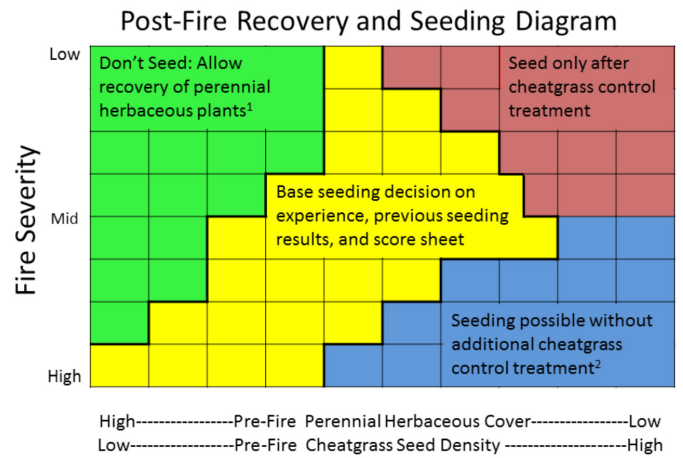 Post-Fire Recovery and Seeding Diagram
Low
Don't Seed: Allow
recovery of perennial
herbaceous plants¹
Seed only after
cheatgrass control
treatment
Fire Severity
Mid
Base seeding decision on
experience, previous seeding
results, and score sheet
Seeding possible without
additional cheatgrass
control treatment²
High
High-----------------Pre-Fire Perennial Herbaceous Cover-----------------Low
Low------------------Pre-Fire Cheatgrass Seed Density ---------------------High